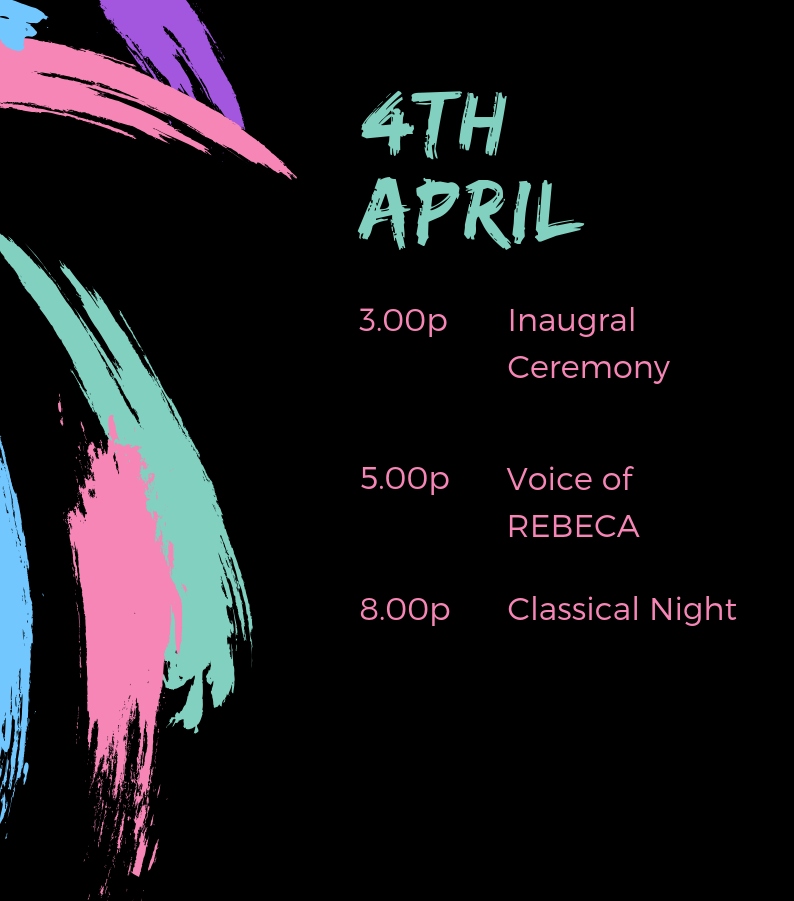 4TH
APRIL
3.00p Inaugral
Ceremony
5.00p Voice of
REBECA
8.00p Classical Night